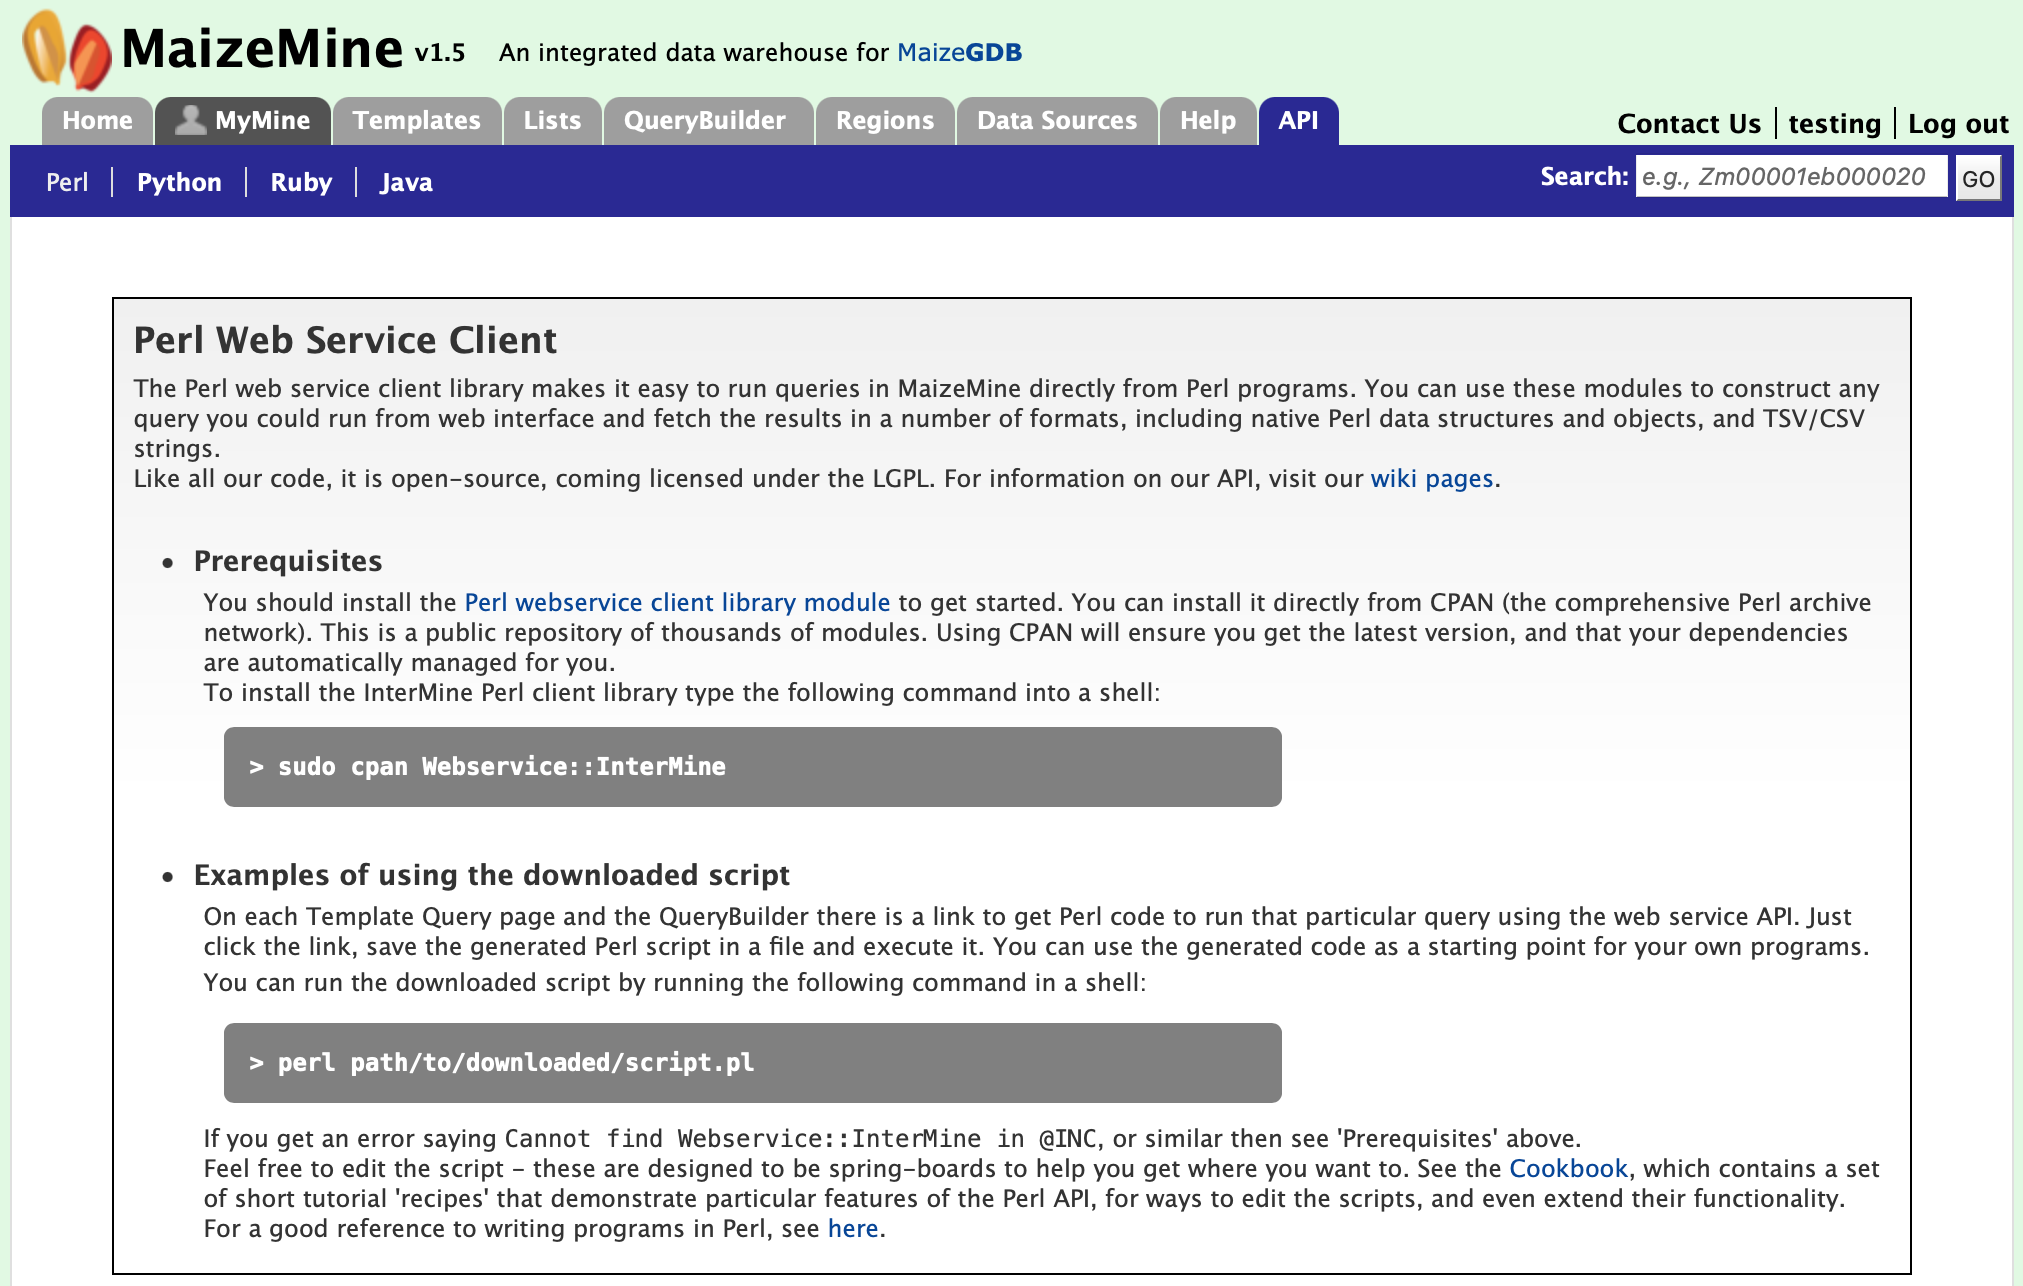 MaizeMine v1.5 An integrated data warehouse for MaizeGDB
Home MyMine Templates Lists QueryBuilder Regions Data Sources Help API
Contact Us testing Log out
Perl Python Ruby Java
Search: e.g., Zm00001eb000020 GO
Perl Web Service Client
The Perl web service client library makes it easy to run queries in MaizeMine directly from Perl programs. You can use these modules to construct any
query you could run from web interface and fetch the results in a number of formats, including native Perl data structures and objects, and TSV/CSV
strings.
Like all our code, it is open-source, coming licensed under the LGPL. For information on our API, visit our wiki pages.
• Prerequisites
You should install the Perl webservice client library module to get started. You can install it directly from CPAN (the comprehensive Perl archive
network). This is a public repository of thousands of modules. Using CPAN will ensure you get the latest version, and that your dependencies
are automatically managed for you.
To install the InterMine Perl client library type the following command into a shell:
> sudo cpan Webservice::InterMine
• Examples of using the downloaded script
On each Template Query page and the QueryBuilder there is a link to get Perl code to run that particular query using the web service API. Just
click the link, save the generated Perl script in a file and execute it. You can use the generated code as a starting point for your own programs.
You can run the downloaded script by running the following command in a shell:
> perl path/to/downloaded/script.pl
If you get an error saying Cannot find Webservice::InterMine in @INC, or similar then see 'Prerequisites' above.
Feel free to edit the script - these are designed to be spring-boards to help you get where you want to. See the Cookbook, which contains a set
of short tutorial 'recipes' that demonstrate particular features of the Perl API, for ways to edit the scripts, and even extend their functionality.
For a good reference to writing programs in Perl, see here.